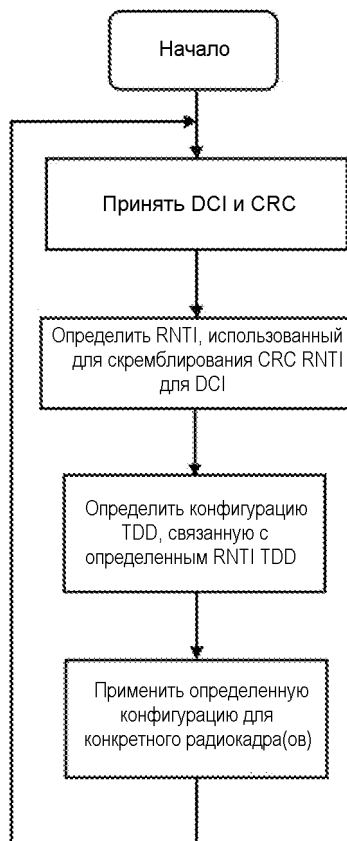 Начало
Принять DCI и CRC
Определить RNTI, использованный
для скремблирования CRC RNTI
для DCI
Определить конфигурацию
TDD, связанную с
определенным RNTI TDD
Применить определенную
конфигурацию для
конкретного радиокадра(ов)